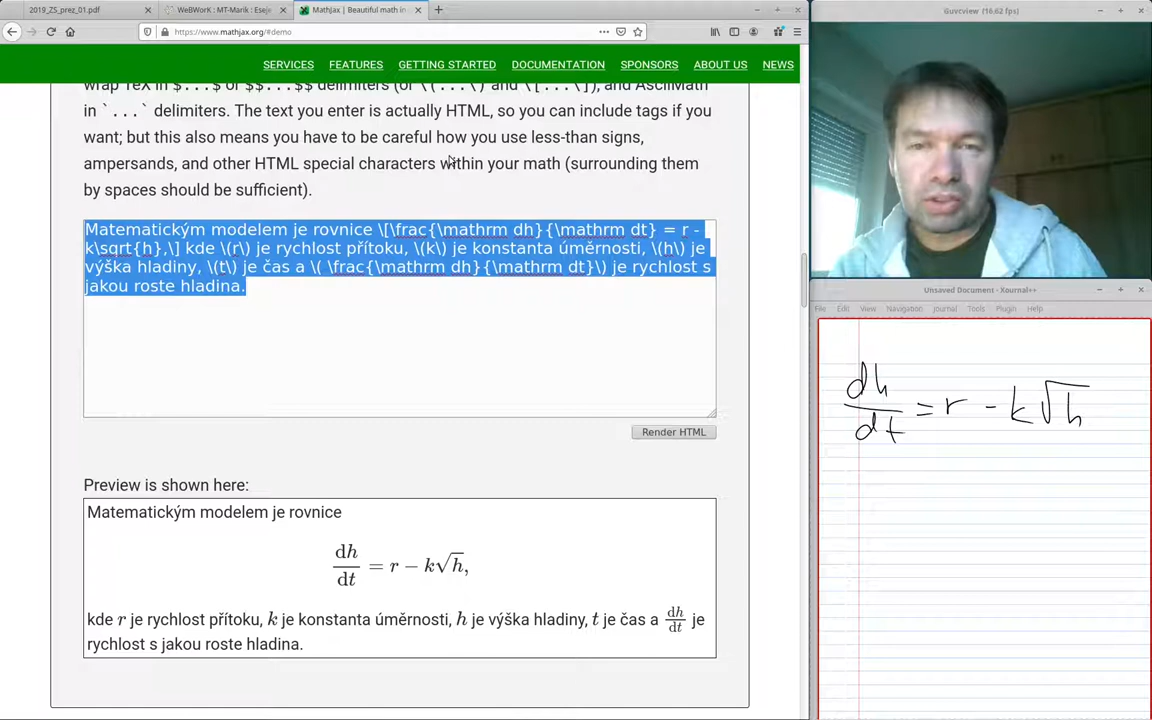 2019_ZS_prez_01.pdf
WeBWorK : MT-Marik : Eseje
MathJax | Beautiful math in
Guvcview (16.62 fps)
https://www.mathjax.org/#demo
SERVICES FEATURES GETTING STARTED DOCUMENTATION SPONSORS ABOUT US NEWS
wrap TeX in $...$ or $$...$$ delimiters (or \(...\) and \[...\]), and AsciiMath
in `...` delimiters. The text you enter is actually HTML, so you can include tags if you
want; but this also means you have to be careful how you use less-than signs,
ampersands, and other HTML special characters within your math (surrounding them
by spaces should be sufficient).
Matematickým modelem je rovnice \[\frac{\mathrm dh}{\mathrm dt} = r -
k\sqrt{h},\] kde \(r\) je rychlost přítoku, \(k\) je konstanta úměrnosti, \(h\) je
výška hladiny, \(t\) je čas a \( \frac{\mathrm dh}{\mathrm dt}\) je rychlost s
jakou roste hladina.
Render HTML
Preview is shown here:
Matematickým modelem je rovnice
dh/dt = r − k√h,
kde r je rychlost přítoku, k je konstanta úměrnosti, h je výška hladiny, t je čas a dh/dt je
rychlost s jakou roste hladina.
Unsaved Document - Xournal++
File Edit View Navigation Journal Tools Plugin Help
dh/dt = r - k√h